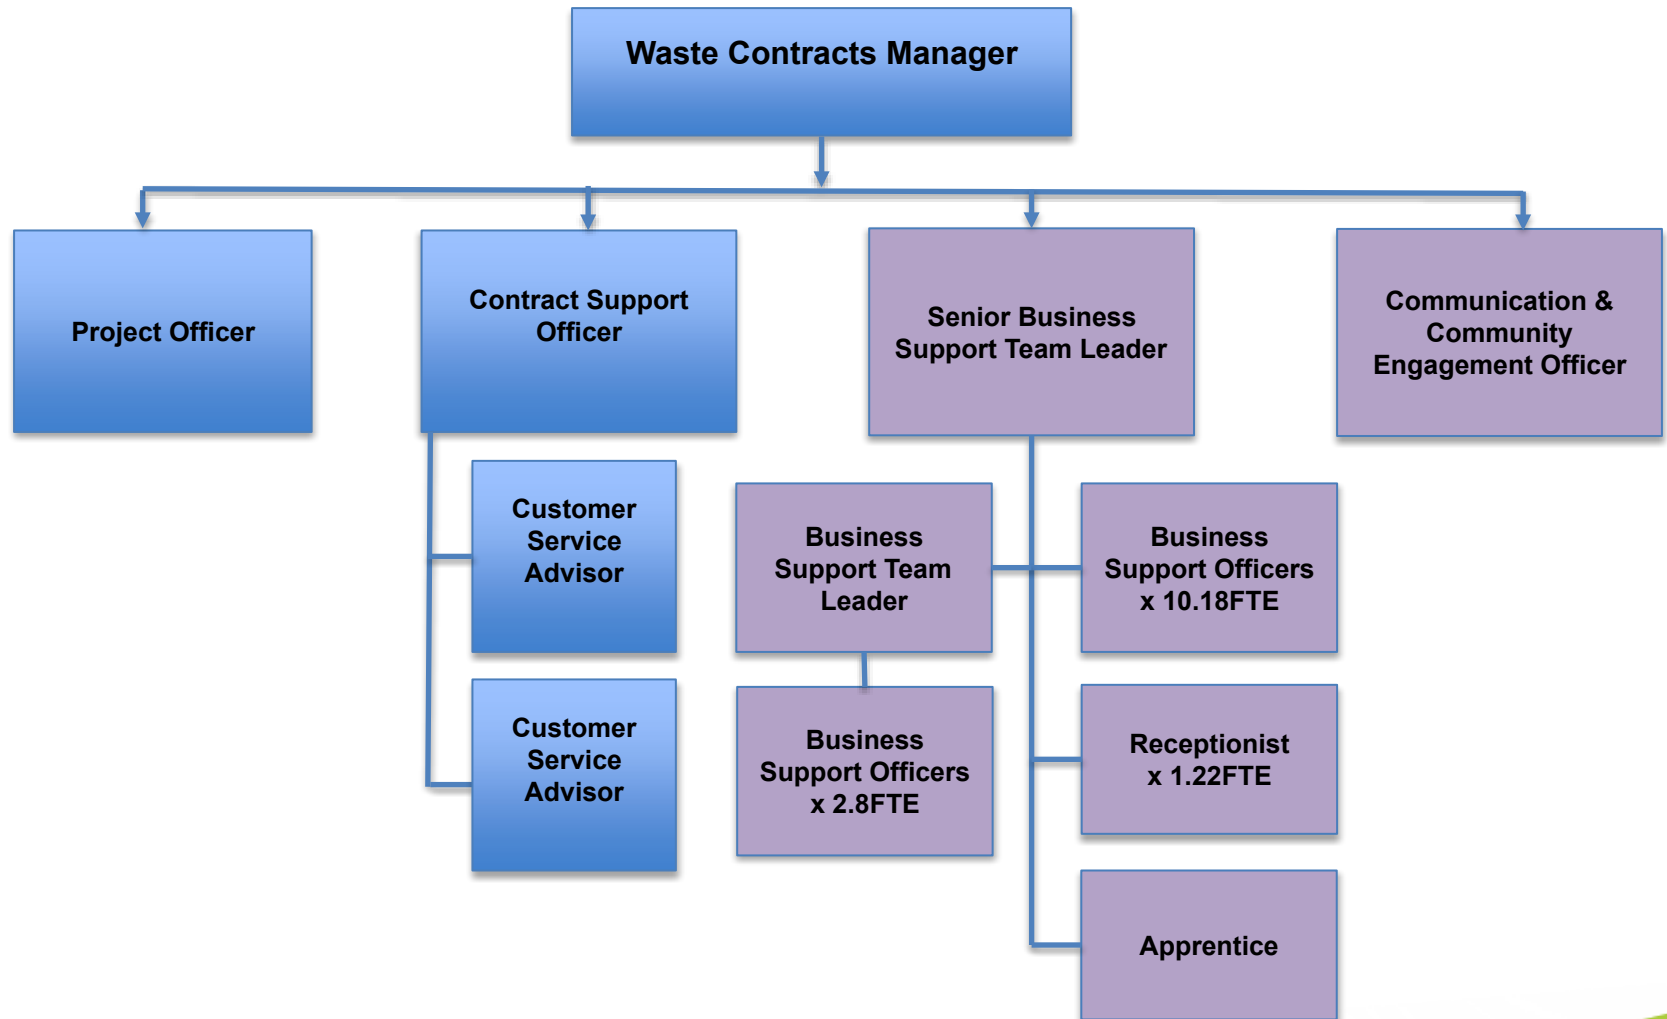 Waste Contracts Manager
Project Officer
Contract Support
Officer
Senior Business
Support Team Leader
Communication &
Community
Engagement Officer
Customer
Service
Advisor
Customer
Service
Advisor
Business
Support Team
Leader
Business
Support Officers
x 2.8FTE
Business
Support Officers
x 10.18FTE
Receptionist
x 1.22FTE
Apprentice